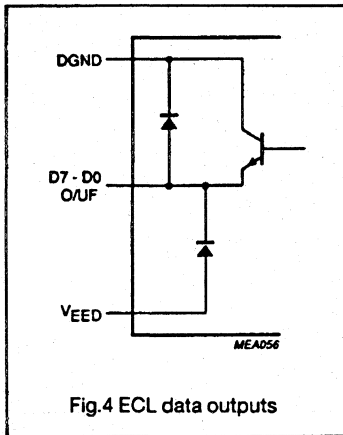 DGND
D7 - D0
O/UF
VEED
MEA056
Fig.4 ECL data outputs